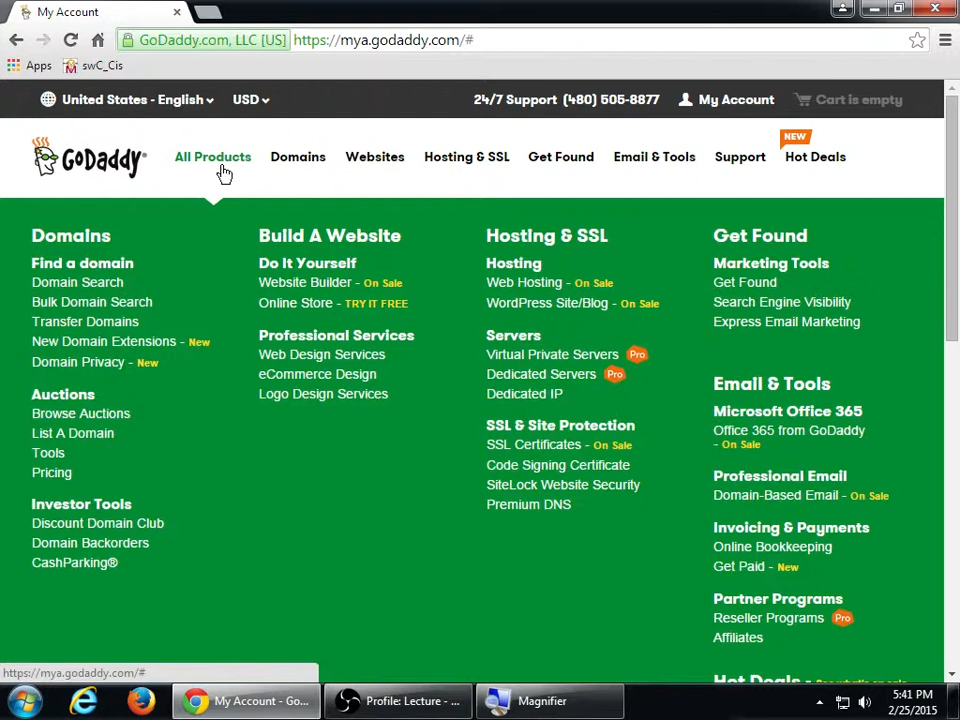 My Account
GoDaddy.com, LLC [US] https://mya.godaddy.com/#
Apps swC_Cis
United States - English USD 24/7 Support (480) 505-8877 My Account Cart is empty
NEW
GoDaddy All Products Domains Websites Hosting & SSL Get Found Email & Tools Support Hot Deals
Domains
Find a domain
Domain Search
Bulk Domain Search
Transfer Domains
New Domain Extensions - New
Domain Privacy - New
Auctions
Browse Auctions
List A Domain
Tools
Pricing
Investor Tools
Discount Domain Club
Domain Backorders
CashParking®
Build A Website
Do It Yourself
Website Builder - On Sale
Online Store - TRY IT FREE
Professional Services
Web Design Services
eCommerce Design
Logo Design Services
Hosting & SSL
Hosting
Web Hosting - On Sale
WordPress Site/Blog - On Sale
Servers
Virtual Private Servers Pro
Dedicated Servers Pro
Dedicated IP
SSL & Site Protection
SSL Certificates - On Sale
Code Signing Certificate
SiteLock Website Security
Premium DNS
Get Found
Marketing Tools
Get Found
Search Engine Visibility
Express Email Marketing
Email & Tools
Microsoft Office 365
Office 365 from GoDaddy
- On Sale
Professional Email
Domain-Based Email - On Sale
Invoicing & Payments
Online Bookkeeping
Get Paid - New
Partner Programs
Reseller Programs Pro
Affiliates
Hot Deals
https://mya.godaddy.com/#
My Account - Go... Profile: Lecture - ... Magnifier
5:41 PM
2/25/2015